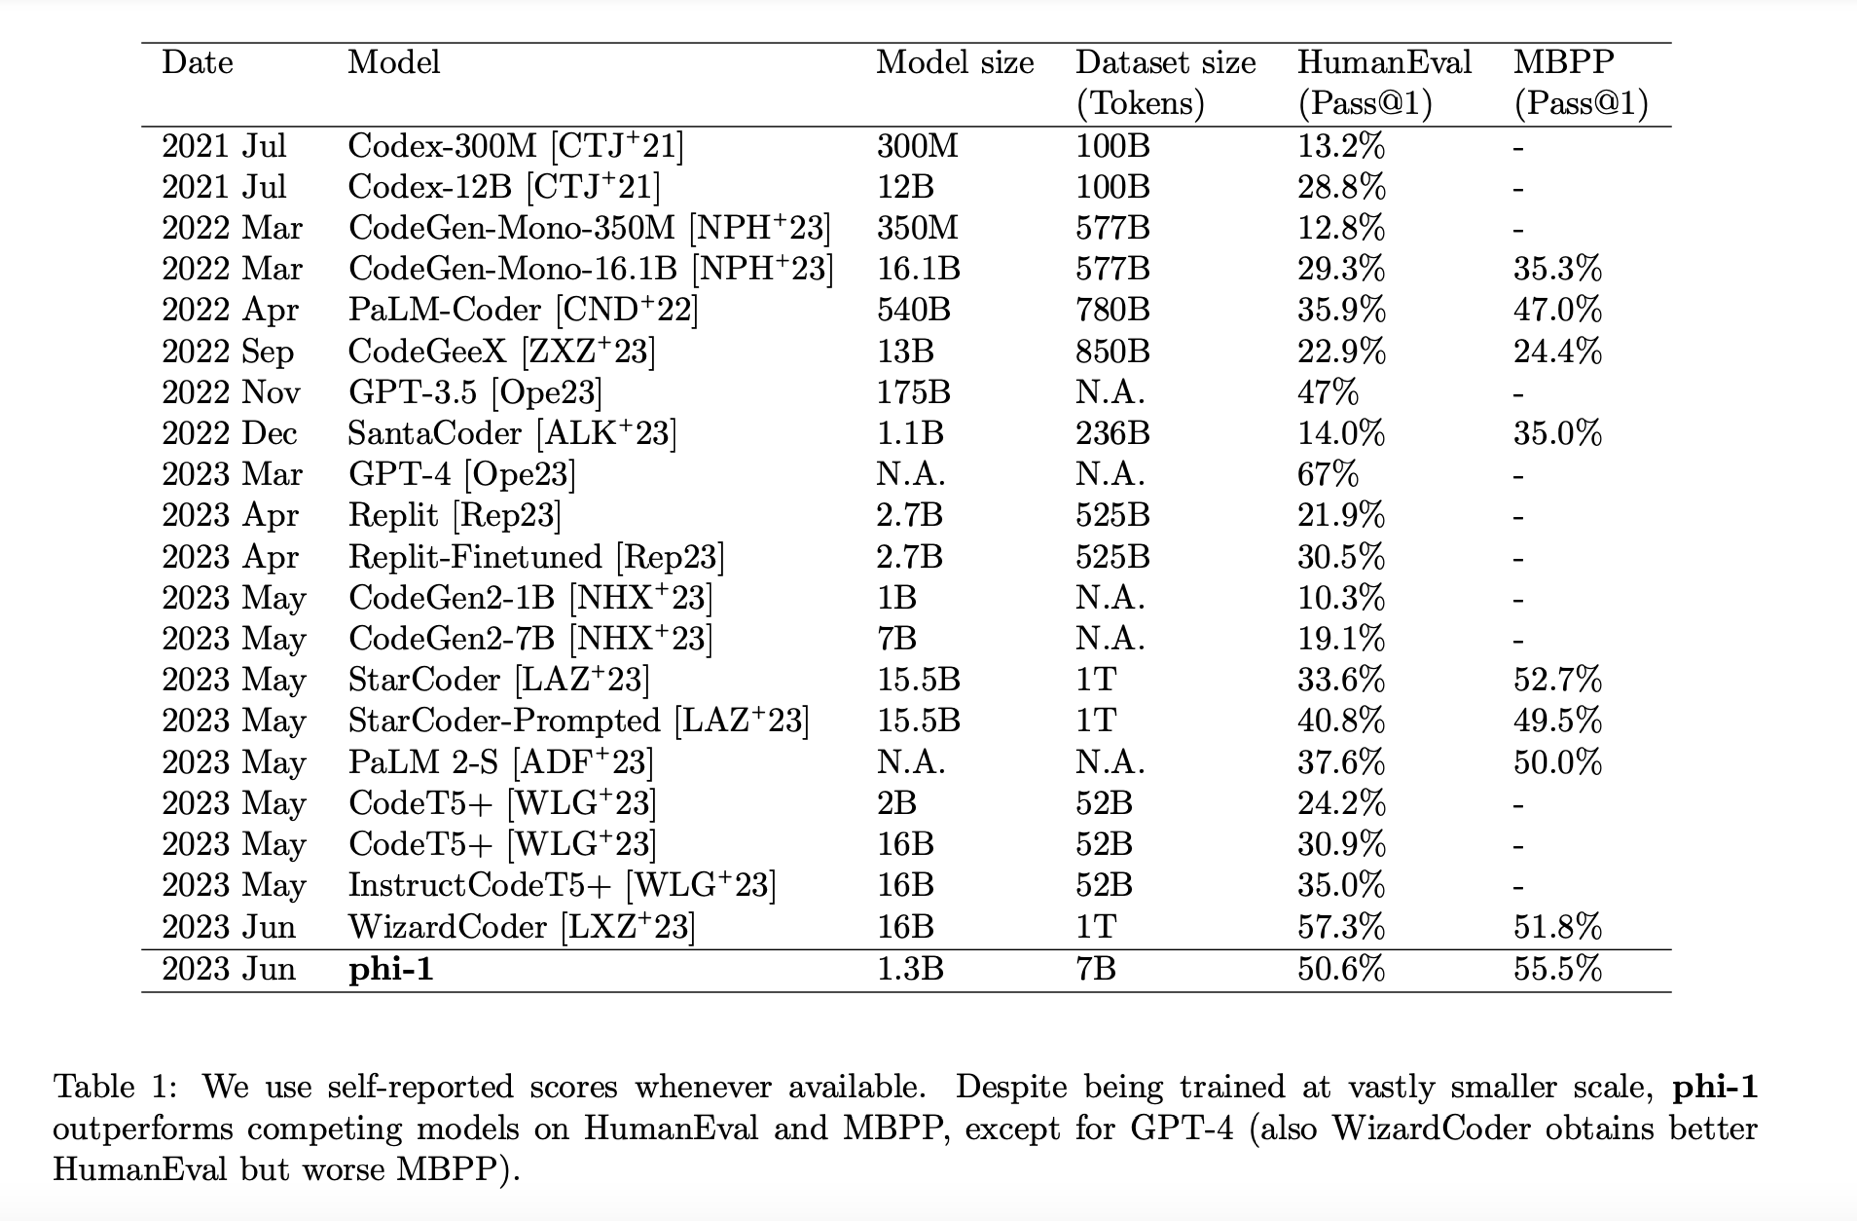 Date Model Model size Dataset size HumanEval MBPP
(Tokens) (Pass@1) (Pass@1)
2021 Jul Codex-300M [CTJ+21] 300M 100B 13.2% -
2021 Jul Codex-12B [CTJ+21] 12B 100B 28.8% -
2022 Mar CodeGen-Mono-350M [NPH+23] 350M 577B 12.8% -
2022 Mar CodeGen-Mono-16.1B [NPH+23] 16.1B 577B 29.3% 35.3%
2022 Apr PaLM-Coder [CND+22] 540B 780B 35.9% 47.0%
2022 Sep CodeGeeX [ZXZ+23] 13B 850B 22.9% 24.4%
2022 Nov GPT-3.5 [Ope23] 175B N.A. 47% -
2022 Dec SantaCoder [ALK+23] 1.1B 236B 14.0% 35.0%
2023 Mar GPT-4 [Ope23] N.A. N.A. 67% -
2023 Apr Replit [Rep23] 2.7B 525B 21.9% -
2023 Apr Replit-Finetuned [Rep23] 2.7B 525B 30.5% -
2023 May CodeGen2-1B [NHX+23] 1B N.A. 10.3% -
2023 May CodeGen2-7B [NHX+23] 7B N.A. 19.1% -
2023 May StarCoder [LAZ+23] 15.5B 1T 33.6% 52.7%
2023 May StarCoder-Prompted [LAZ+23] 15.5B 1T 40.8% 49.5%
2023 May PaLM 2-S [ADF+23] N.A. N.A. 37.6% 50.0%
2023 May CodeT5+ [WLG+23] 2B 52B 24.2% -
2023 May CodeT5+ [WLG+23] 16B 52B 30.9% -
2023 May InstructCodeT5+ [WLG+23] 16B 52B 35.0% -
2023 Jun WizardCoder [LXZ+23] 16B 1T 57.3% 51.8%
2023 Jun phi-1 1.3B 7B 50.6% 55.5%
Table 1: We use self-reported scores whenever available. Despite being trained at vastly smaller scale, phi-1
outperforms competing models on HumanEval and MBPP, except for GPT-4 (also WizardCoder obtains better
HumanEval but worse MBPP).